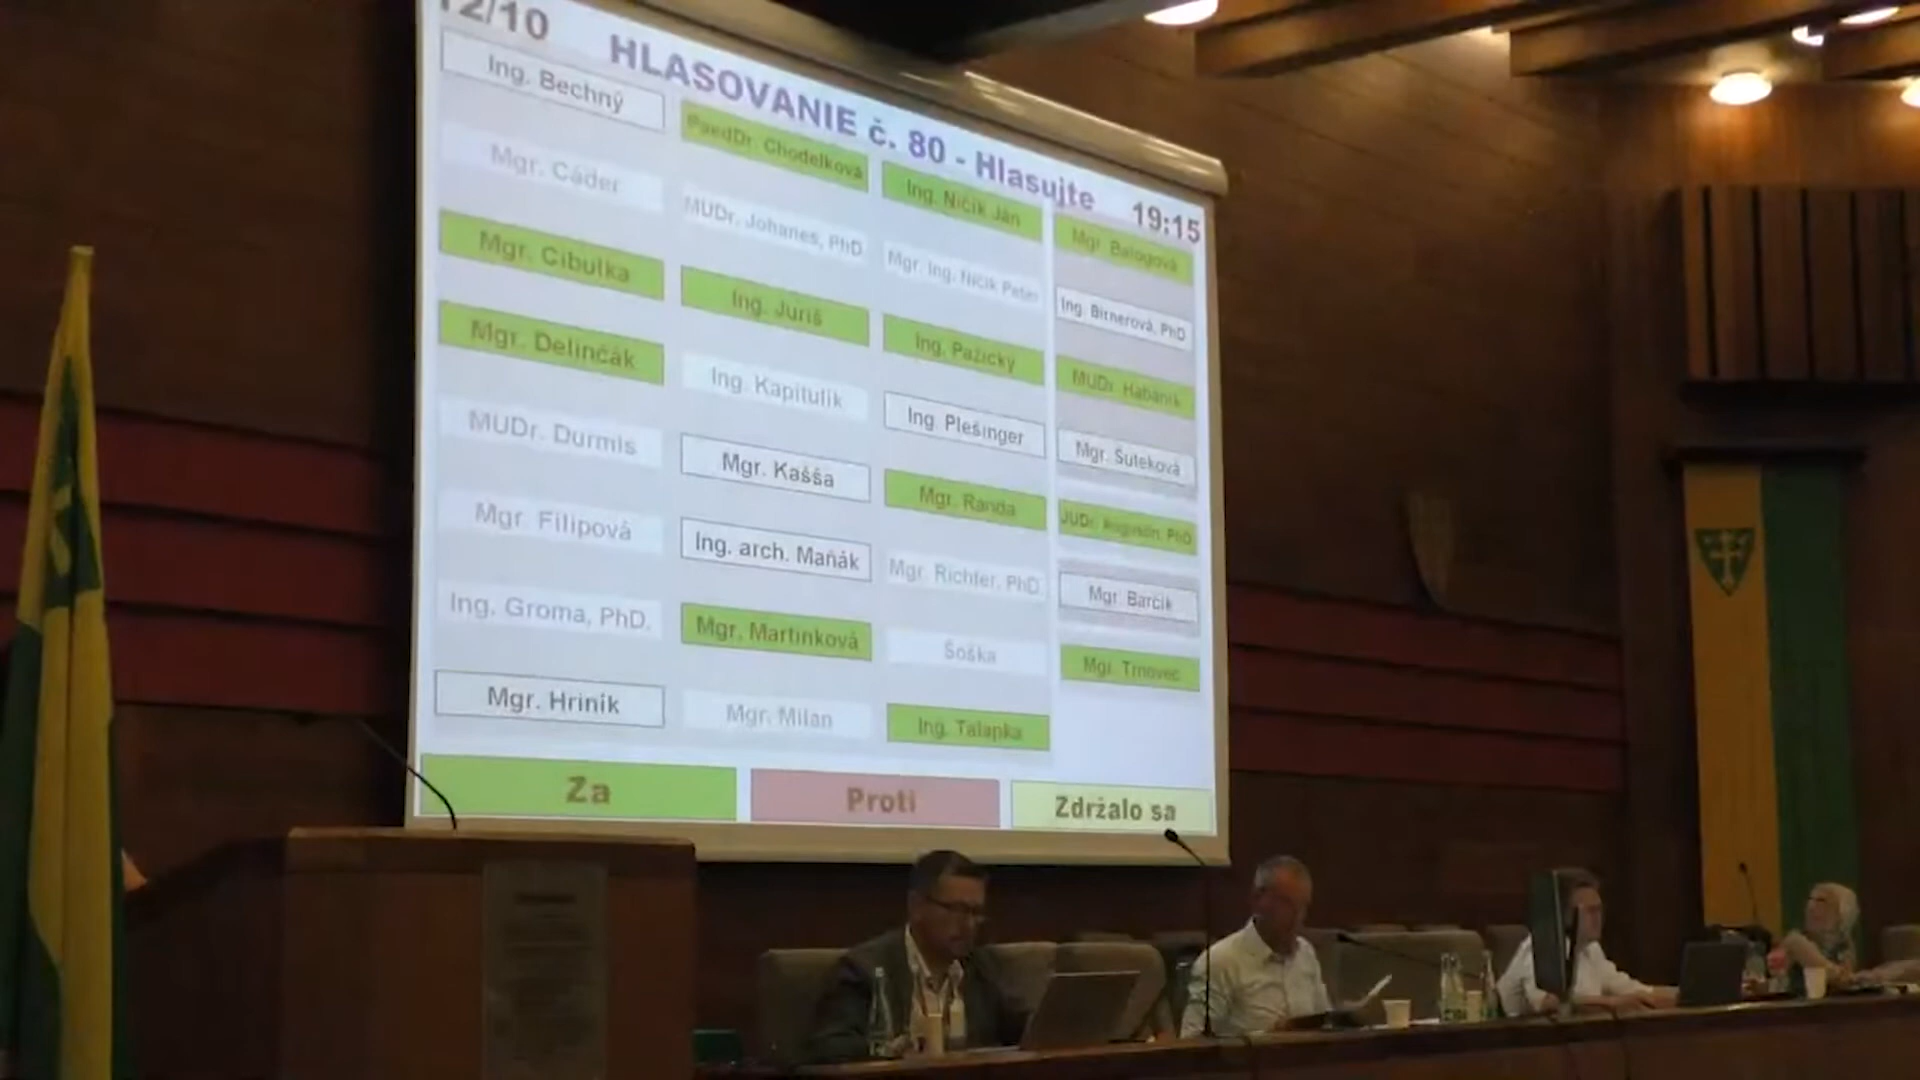 12/10
HLASOVANIE č. 80 - Hlasujte
19:15
Ing. Bechný
Mgr. Cáder
Mgr. Cibulka
Mgr. Delinčák
MUDr. Durmis
Mgr. Filipová
Ing. Groma, PhD.
Mgr. Hriník
PaedDr. Chodelková
MUDr. Johanes, PhD
Ing. Juriš
Ing. Kapitulík
Mgr. Kašša
Ing. arch. Maňák
Mgr. Martinková
Mgr. Milan
Ing. Ničík Ján
Mgr. Ing. Ničík Peter
Ing. Pažický
Ing. Plešinger
Mgr. Randa
Mgr. Richter, PhD.
Šoška
Ing. Talapka
Mgr. Balogová
Ing. Birnerová, PhD
MUDr. Habánik
Mgr. Šuteková
JUDr. Augustín, PhD
Mgr. Barčík
Mgr. Trnovec
Za
Proti
Zdržalo sa